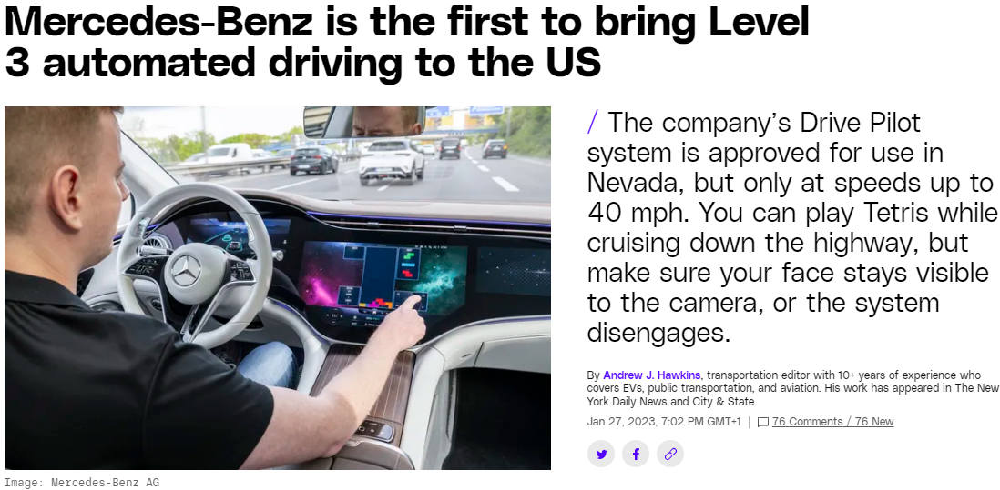 Mercedes-Benz is the first to bring Level
3 automated driving to the US
/ The company’s Drive Pilot
system is approved for use in
Nevada, but only at speeds up to
40 mph. You can play Tetris while
cruising down the highway, but
make sure your face stays visible
to the camera, or the system
disengages.
By Andrew J. Hawkins, transportation editor with 10+ years of experience who
covers EVs, public transportation, and aviation. His work has appeared in The New
York Daily News and City & State.
Jan 27, 2023, 7:02 PM GMT+1 | 76 Comments / 76 New
Image: Mercedes-Benz AG